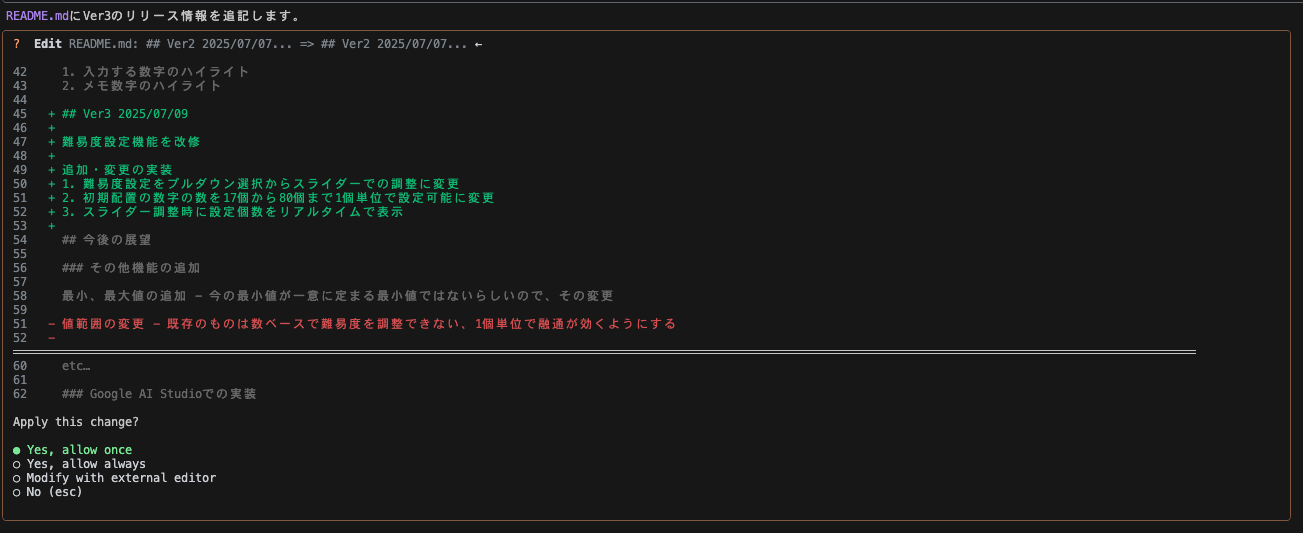 README.mdにVer3のリリース情報を追記します。
? Edit README.md: ## Ver2 2025/07/07... => ## Ver2 2025/07/07... ←
42 1. 入力する数字のハイライト
43 2. メモ数字のハイライト
44
45 + ## Ver3 2025/07/09
46 +
47 + 難易度設定機能を改修
48 +
49 + 追加・変更の実装
50 + 1. 難易度設定をプルダウン選択からスライダーでの調整に変更
51 + 2. 初期配置の数字の数を17個から80個まで1個単位で設定可能に変更
52 + 3. スライダー調整時に設定個数をリアルタイムで表示
53 +
54 ## 今後の展望
55
56 ### その他機能の追加
57
58 最小、最大値の追加 - 今の最小値が一意に定まる最小値ではないらしいので、その変更
59
51 - 値範囲の変更 - 既存のものは数ベースで難易度を調整できない、1個単位で融通が効くようにする
52 -
60 etc…
61
62 ### Google AI Studioでの実装
Apply this change?
● Yes, allow once
○ Yes, allow always
○ Modify with external editor
○ No (esc)